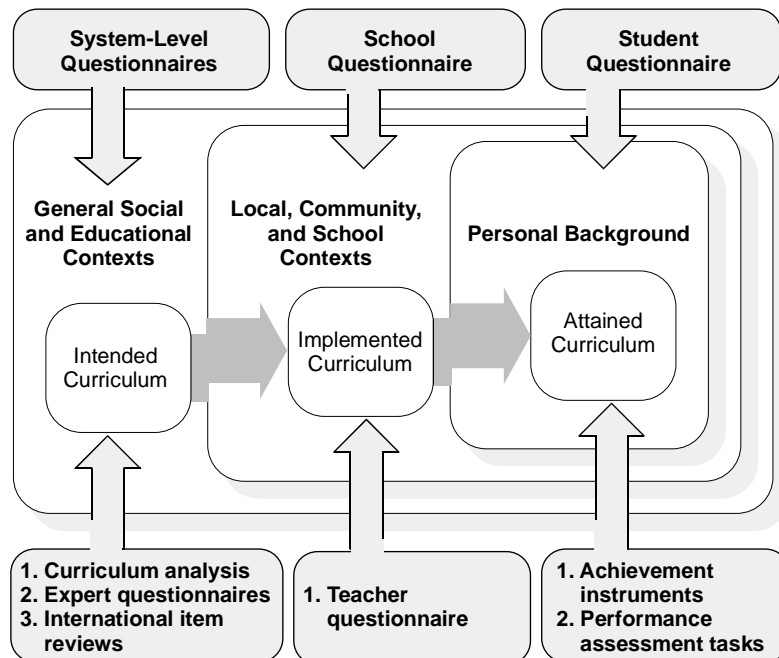 System-Level
Questionnaires
School
Questionnaire
Student
Questionnaire
General Social
and Educational
Contexts
Local, Community,
and School
Contexts
Personal Background
Intended
Curriculum
Implemented
Curriculum
Attained
Curriculum
1. Curriculum analysis
2. Expert questionnaires
3. International item
reviews
1. Teacher
questionnaire
1. Achievement
instruments
2. Performance
assessment tasks